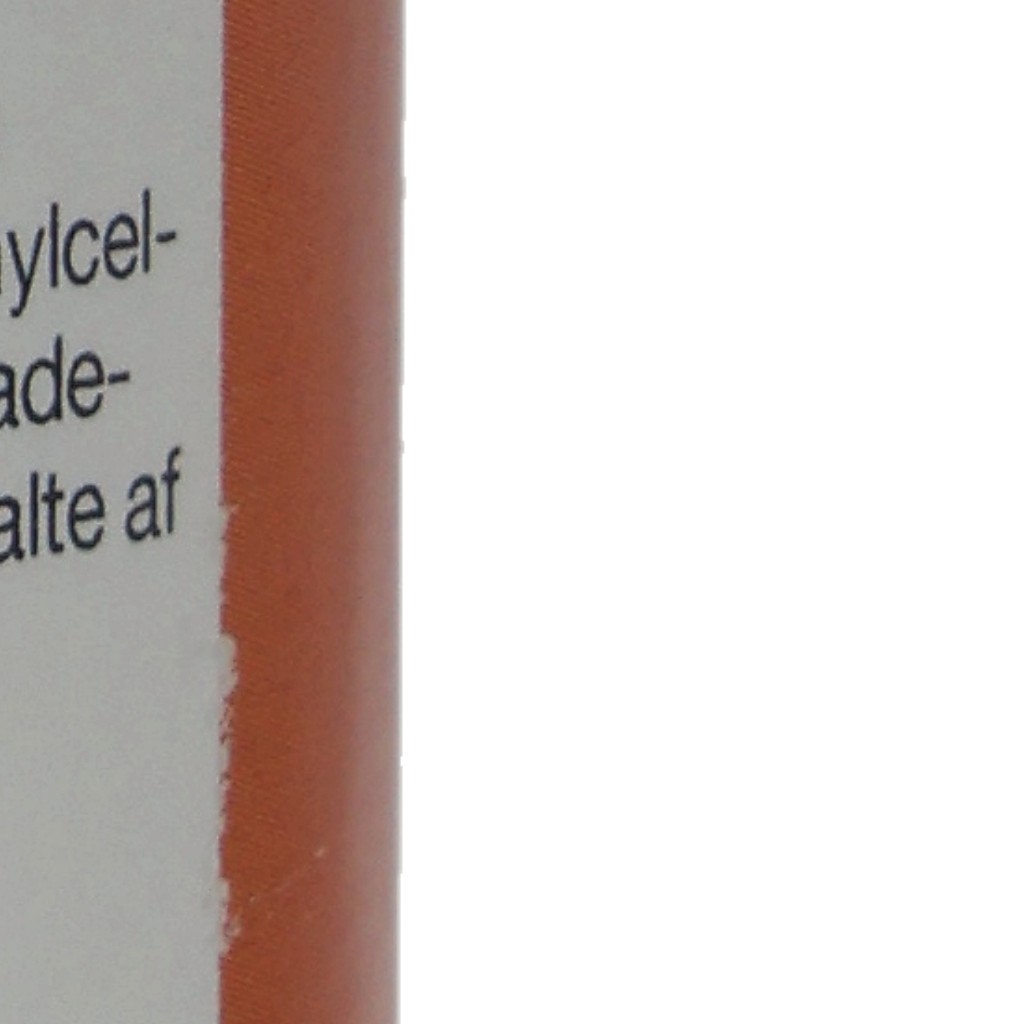 ylcel-
ade-
alte af